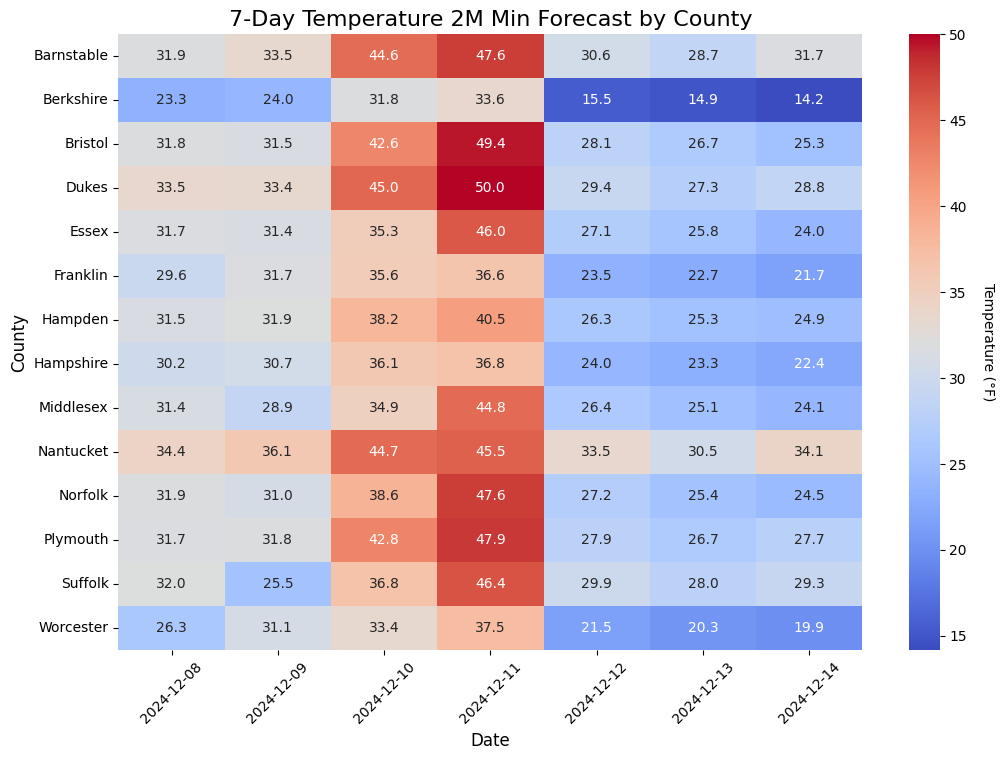 7-Day Temperature 2M Min Forecast by County
County
Barnstable 31.9 33.5 44.6 47.6 30.6 28.7 31.7
Berkshire 23.3 24.0 31.8 33.6 15.5 14.9 14.2
Bristol 31.8 31.5 42.6 49.4 28.1 26.7 25.3
Dukes 33.5 33.4 45.0 50.0 29.4 27.3 28.8
Essex 31.7 31.4 35.3 46.0 27.1 25.8 24.0
Franklin 29.6 31.7 35.6 36.6 23.5 22.7 21.7
Hampden 31.5 31.9 38.2 40.5 26.3 25.3 24.9
Hampshire 30.2 30.7 36.1 36.8 24.0 23.3 22.4
Middlesex 31.4 28.9 34.9 44.8 26.4 25.1 24.1
Nantucket 34.4 36.1 44.7 45.5 33.5 30.5 34.1
Norfolk 31.9 31.0 38.6 47.6 27.2 25.4 24.5
Plymouth 31.7 31.8 42.8 47.9 27.9 26.7 27.7
Suffolk 32.0 25.5 36.8 46.4 29.9 28.0 29.3
Worcester 26.3 31.1 33.4 37.5 21.5 20.3 19.9
2024-12-08 2024-12-09 2024-12-10 2024-12-11 2024-12-12 2024-12-13 2024-12-14
Date
50
45
40
35
30
25
20
15
Temperature (°F)